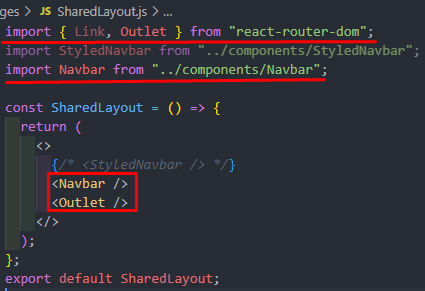 ges > SharedLayout.js > ...
import { Link, Outlet } from "react-router-dom";
import StyledNavbar from "../components/StyledNavbar";
import Navbar from "../components/Navbar";
const SharedLayout = () => {
return (
<>
{/* <StyledNavbar /> */}
<Navbar />
<Outlet />
</>
);
};
export default SharedLayout;